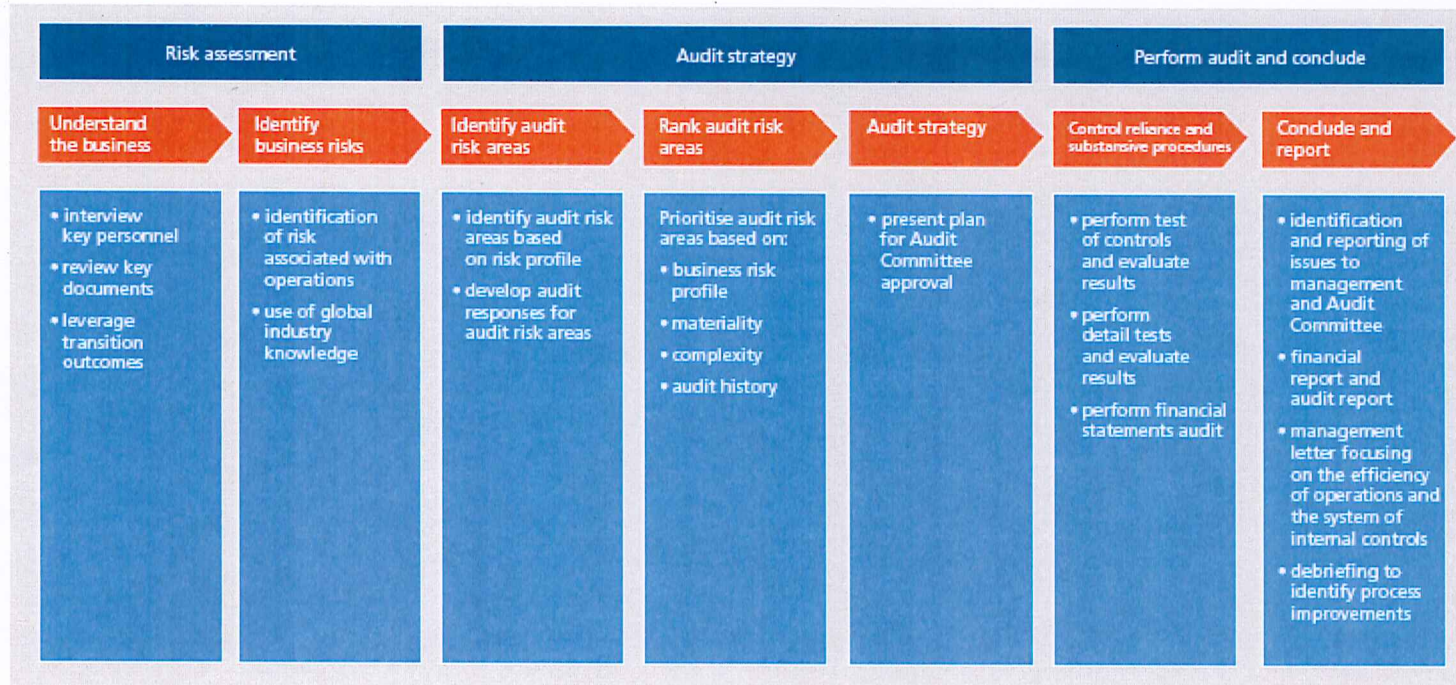 Risk assessment
Audit strategy
Perform audit and conclude
Understand
the business
Identify
business risks
Identify audit
risk areas
Rank audit risk
areas
Audit strategy
Control reliance and
substansive procedures
Conclude and
report
• interview
key personnel
• review key
documents
• leverage
transition
outcomes
• identification
of risk
associated with
operations
• use of global
industry
knowledge
• identify audit risk
areas based
on risk profile
• develop audit
responses for
audit risk areas
Prioritise audit risk
areas based on:
• business risk
profile
• materiality
• complexity
• audit history
• present plan
for Audit
Committee
approval
• perform test
of controls
and evaluate
results
• perform
detail tests
and evaluate
results
• perform financial
statements audit
• identification
and reporting of
issues to
management
and Audit
Committee
• financial
report and
audit report
• management
letter focusing
on the efficiency
of operations and
the system of
internal controls
• debriefing to
identify process
improvements